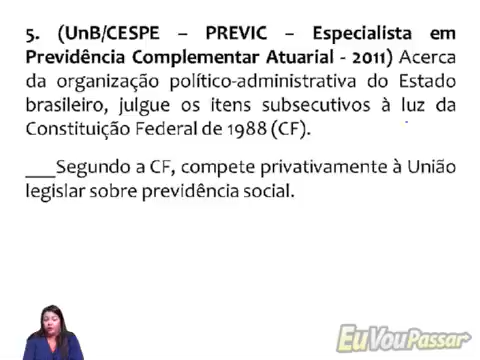 5. (UnB/CESPE – PREVIC – Especialista em
Previdência Complementar Atuarial - 2011) Acerca
da organização político-administrativa do Estado
brasileiro, julgue os itens subsecutivos à luz da
Constituição Federal de 1988 (CF).
___Segundo a CF, compete privativamente à União
legislar sobre previdência social.
EuVouPassar